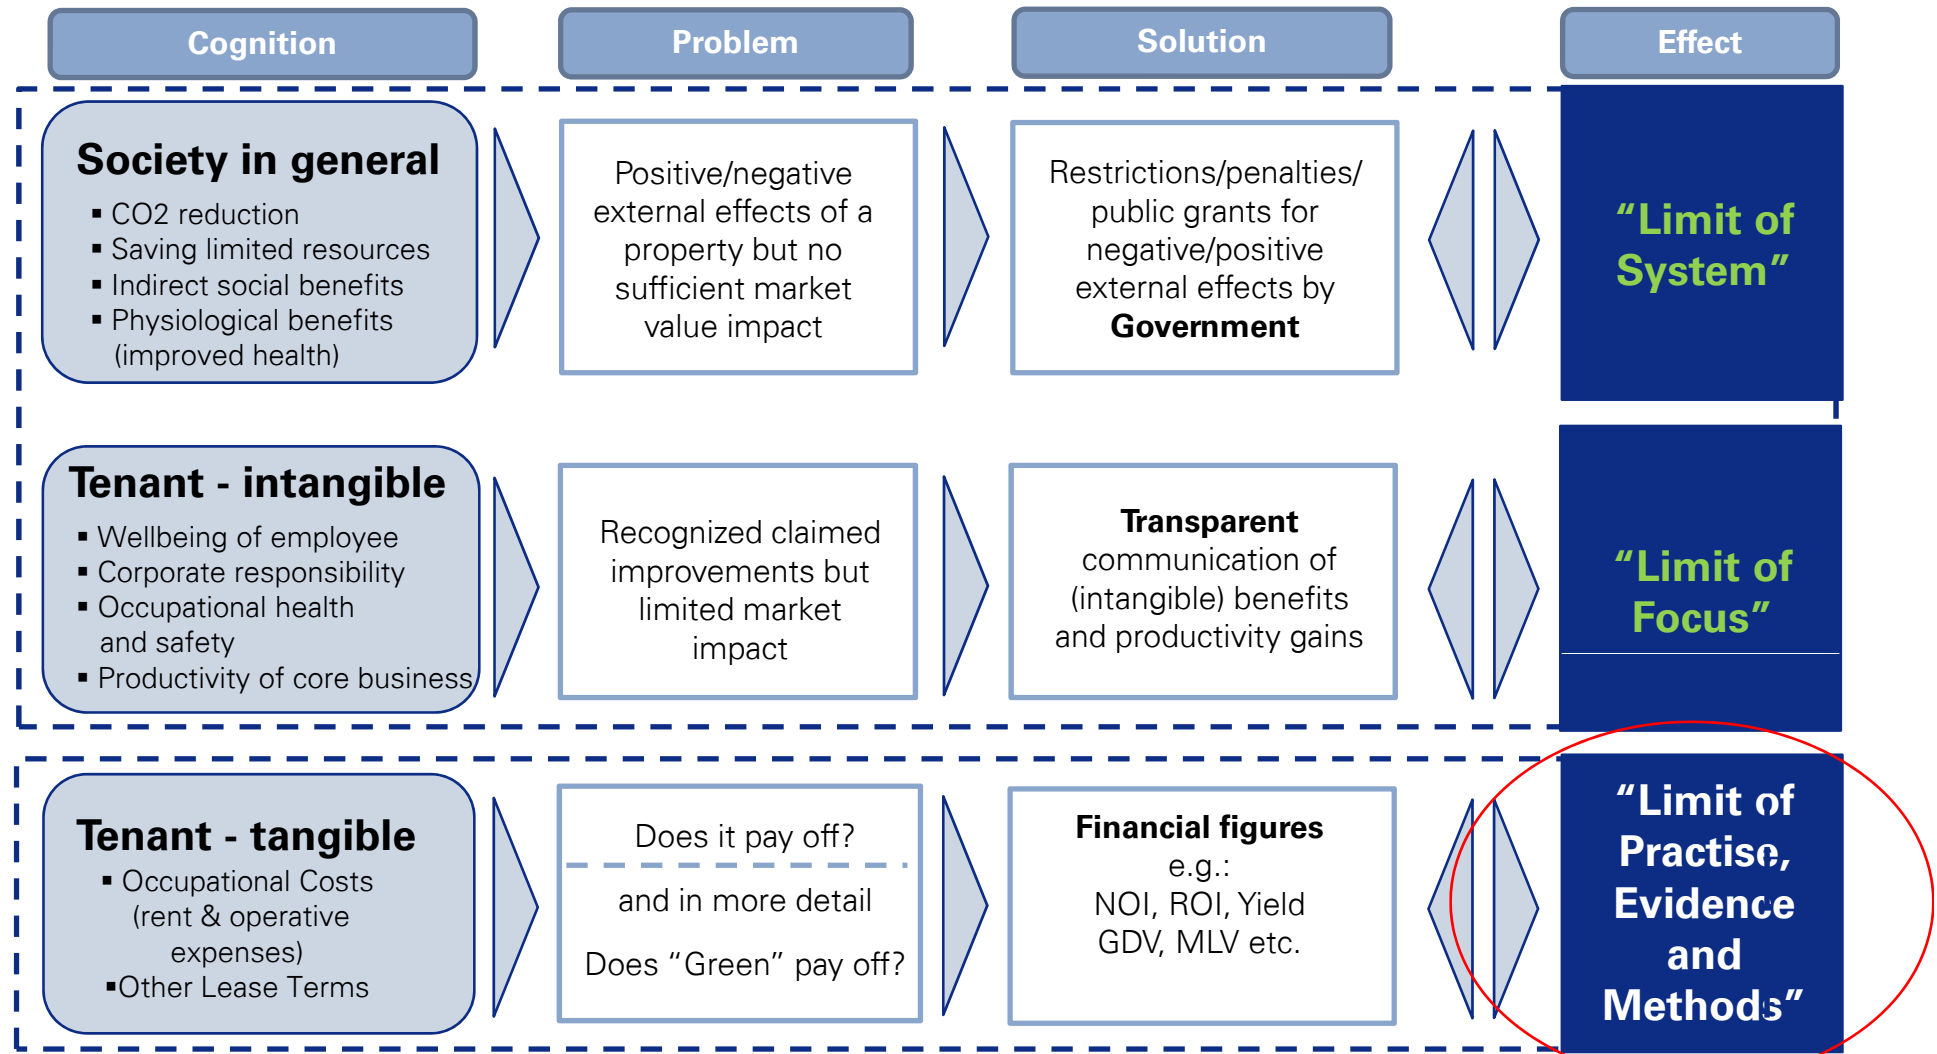 Cognition
Problem
Solution
Effect
Society in general
▪ CO2 reduction
▪ Saving limited resources
▪ Indirect social benefits
▪ Physiological benefits
(improved health)
Positive/negative
external effects of a
property but no
sufficient market
value impact
Restrictions/penalties/
public grants for
negative/positive
external effects by
Government
“Limit of
System”
Tenant - intangible
▪ Wellbeing of employee
▪ Corporate responsibility
▪ Occupational health
and safety
▪ Productivity of core business
Recognized claimed
improvements but
limited market
impact
Transparent
communication of
(intangible) benefits
and productivity gains
“Limit of
Focus”
Tenant - tangible
▪ Occupational Costs
(rent & operative
expenses)
▪Other Lease Terms
Does it pay off?
and in more detail
Does “Green” pay off?
Financial figures
e.g.:
NOI, ROI, Yield
GDV, MLV etc.
“Limit of
Practise,
Evidence
and
Methods”